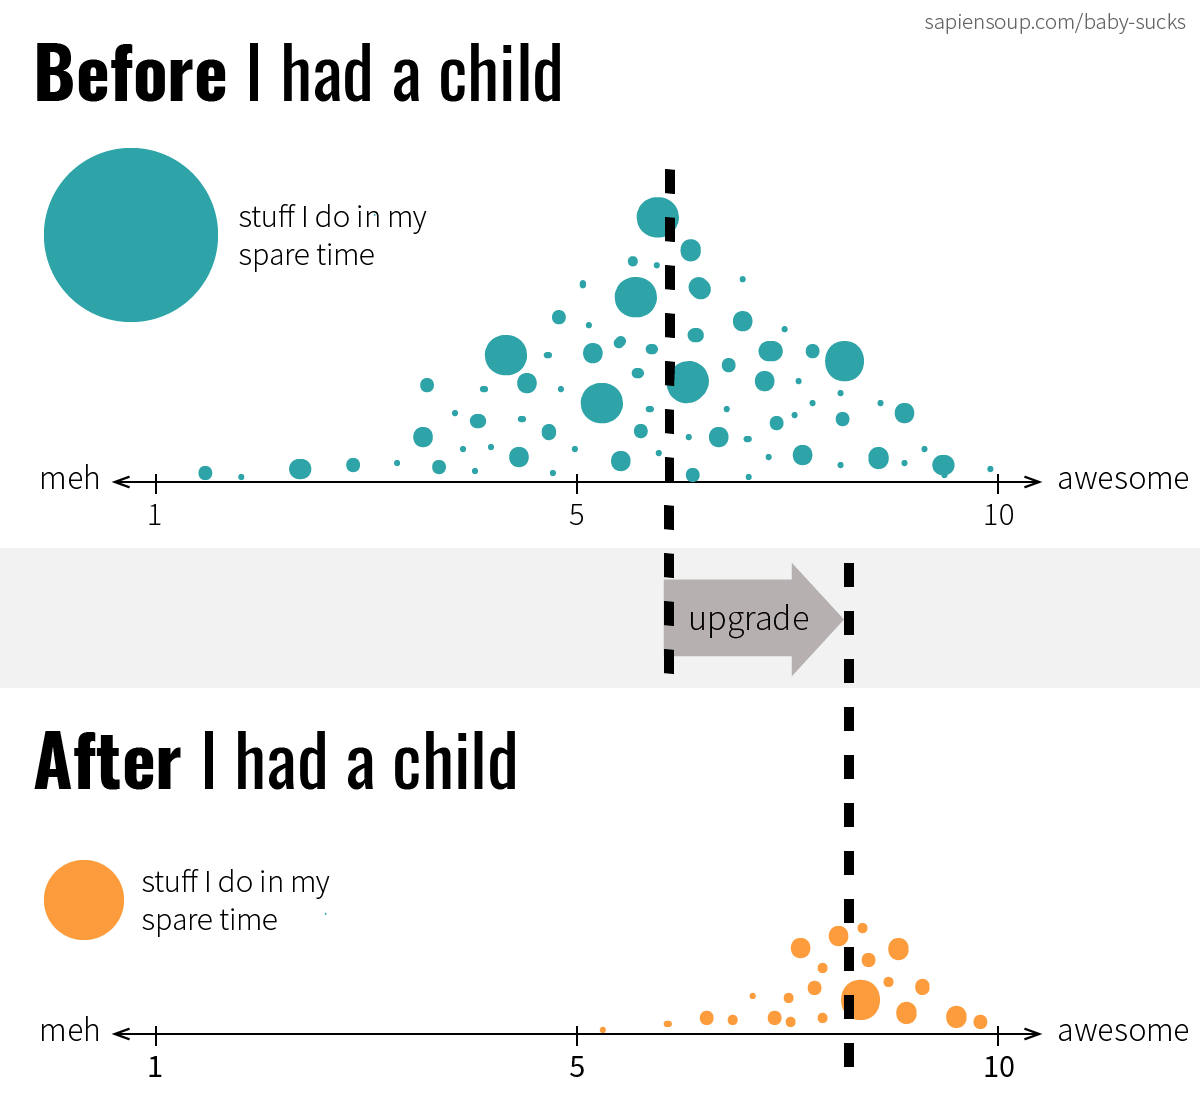 sapiensoup.com/baby-sucks
Before I had a child
stuff I do in my
spare time
meh
awesome
1
5
10
upgrade
After I had a child
stuff I do in my
spare time
meh
awesome
1
5
10